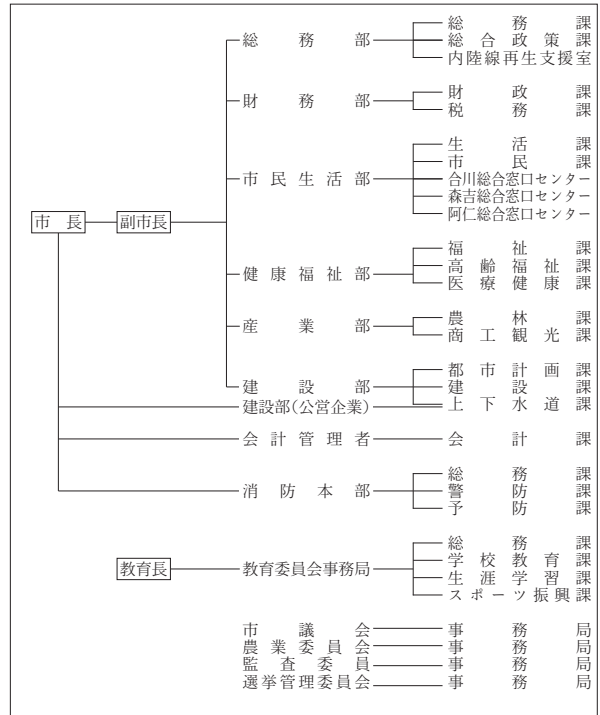 総務部 総務課
総合政策課
内陸線再生支援室
財務部 財政課
税務課
市民生活部 生活課
市民課
合川総合窓口センター
森吉総合窓口センター
阿仁総合窓口センター
市長 副市長
健康福祉部 福祉課
高齢福祉課
医療健康課
産業部 農林課
商工観光課
建設部 都市計画課
建設課
建設部(公営企業) 上下水道課
会計管理者 会計課
消防本部 総務課
警防課
予防課
教育長 教育委員会事務局 総務課
学校教育課
生涯学習課
スポーツ振興課
市議会 事務局
農業委員会 事務局
監査委員 事務局
選挙管理委員会 事務局